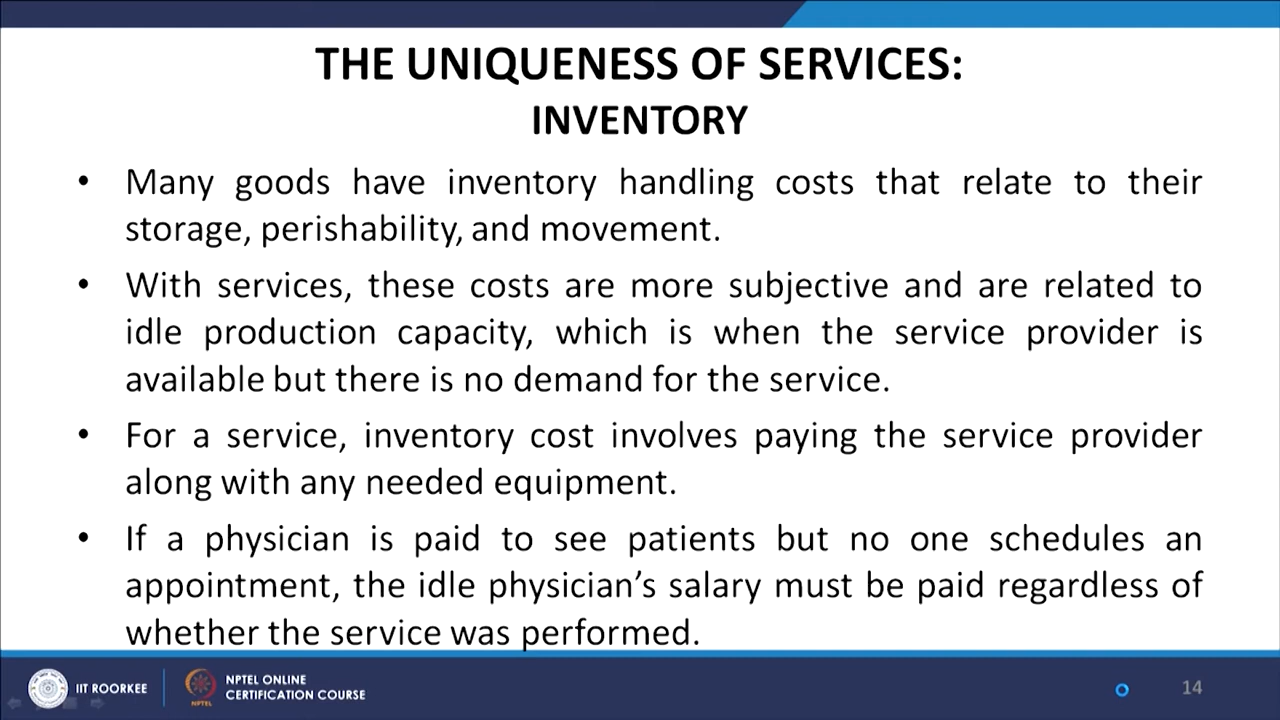 THE UNIQUENESS OF SERVICES:
INVENTORY
• Many goods have inventory handling costs that relate to their
storage, perishability, and movement.
• With services, these costs are more subjective and are related to
idle production capacity, which is when the service provider is
available but there is no demand for the service.
• For a service, inventory cost involves paying the service provider
along with any needed equipment.
• If a physician is paid to see patients but no one schedules an
appointment, the idle physician’s salary must be paid regardless of
whether the service was performed.
IIT ROORKEE
NPTEL
NPTEL ONLINE
CERTIFICATION COURSE
14